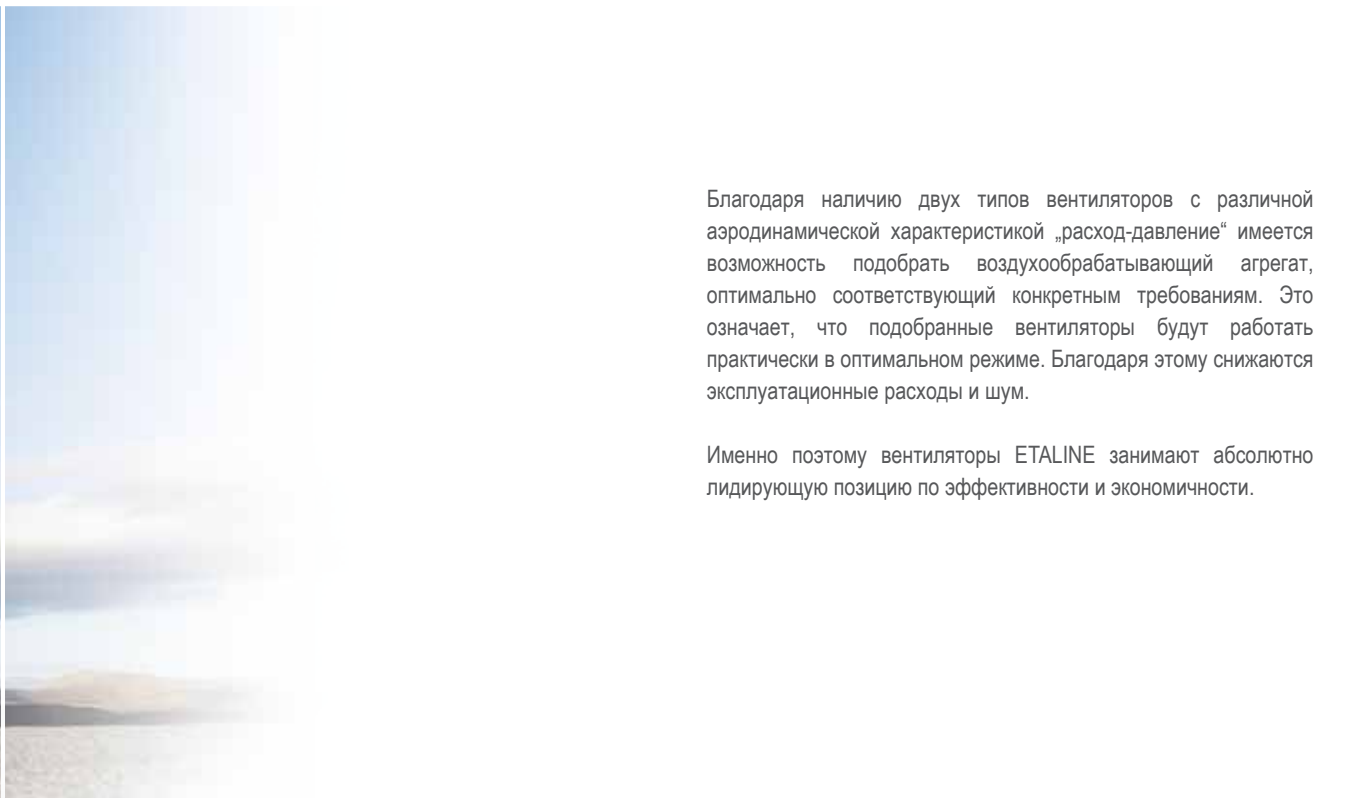 Благодаря наличию двух типов вентиляторов с различной
аэродинамической характеристикой „расход-давление“ имеется
возможность подобрать воздухообрабатывающий агрегат,
оптимально соответствующий конкретным требованиям. Это
означает, что подобранные вентиляторы будут работать
практически в оптимальном режиме. Благодаря этому снижаются
эксплуатационные расходы и шум.
Именно поэтому вентиляторы ETALINE занимают абсолютно
лидирующую позицию по эффективности и экономичности.